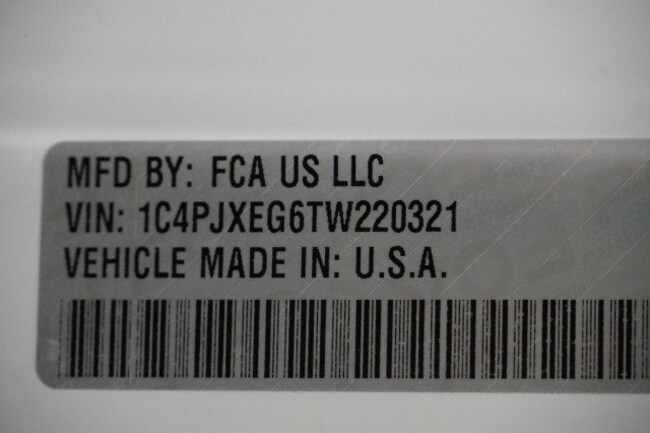 MFD BY: FCA US LLC
VIN: 1C4PJXEG6TW220321
VEHICLE MADE IN: U.S.A.